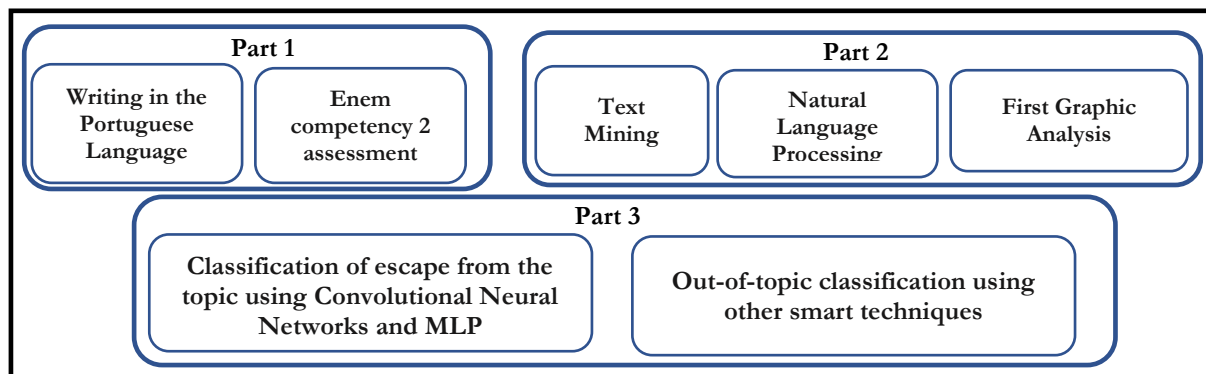 Part 1
Writing in the
Portuguese
Language
Enem
competency 2
assessment
Part 2
Text
Mining
Natural
Language
Processing
First Graphic
Analysis
Part 3
Classification of escape from the
topic using Convolutional Neural
Networks and MLP
Out-of-topic classification using
other smart techniques